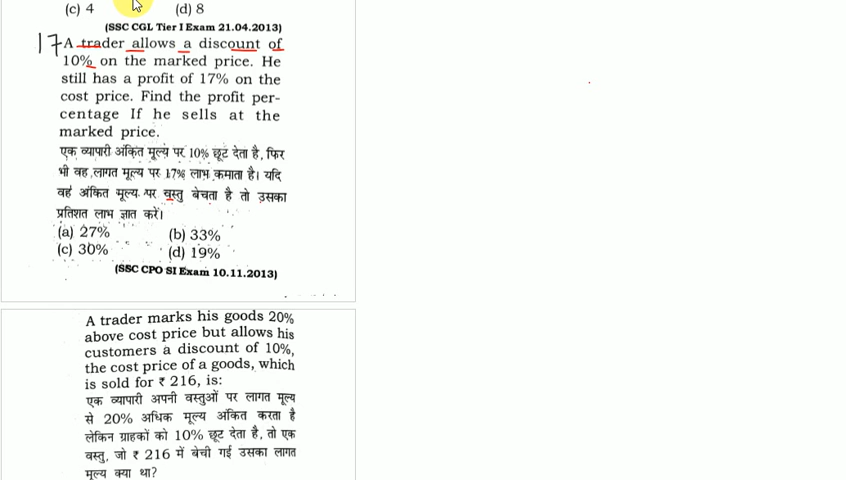 (c) 4 (d) 8
(SSC CGL Tier I Exam 21.04.2013)
17 A trader allows a discount of
10% on the marked price. He
still has a profit of 17% on the
cost price. Find the profit per-
centage If he sells at the
marked price.
एक व्यापारी अंकित मूल्य पर 10% छूट देता है, फिर
भी वह लागत मूल्य पर 17% लाभ कमाता है। यदि
वह अंकित मूल्य पर वस्तु बेचता है तो उसका
प्रतिशत लाभ ज्ञात करें।
(a) 27% (b) 33%
(c) 30% (d) 19%
(SSC CPO SI Exam 10.11.2013)
A trader marks his goods 20%
above cost price but allows his
customers a discount of 10%,
the cost price of a goods, which
is sold for ₹ 216, is:
एक व्यापारी अपनी वस्तुओं पर लागत मूल्य
से 20% अधिक मूल्य अंकित करता है
लेकिन ग्राहकों को 10% छूट देता है, तो एक
वस्तु, जो ₹ 216 में बेची गई उसका लागत
मूल्य क्या था?